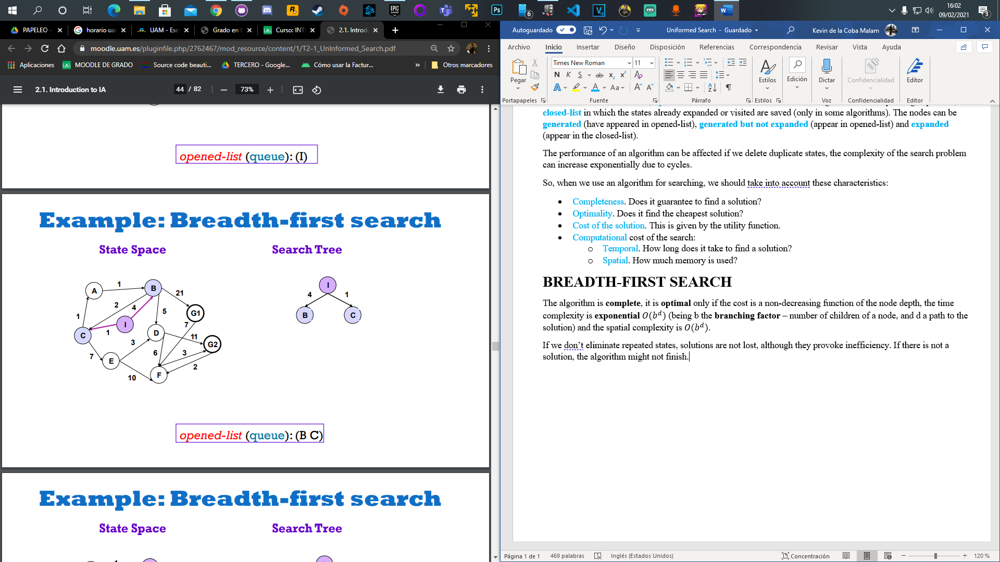 16:02
09/02/2021
6
3
PAPELEO -
horario ua
UAM - Esc
Grado en I
Curso: INT
2.1. Introd
moodle.uam.es/pluginfile.php/2762467/mod_resource/content/1/T2-1_UnInformed_Search.pdf
Aplicaciones
MOODLE DE GRADO
Source code beauti...
TERCERO - Google...
Cómo usar la Factur...
»
Otros marcadores
2.1. Introduction to IA
44 / 82
73%
opened-list (queue): (I)
Example: Breadth-first search
State Space
Search Tree
A
1
B
21
2
4
G1
1
I
5
7
C
1
D
11
G2
3
7
6
3
E
2
10
F
I
4
1
B
C
opened-list (queue): (B C)
Example: Breadth-first search
State Space
Search Tree
Autoguardado
Uniformed Search - Guardado
Kevin de la Coba Malam
Archivo
Inicio
Insertar
Diseño
Disposición
Referencias
Correspondencia
Revisar
Vista
Ayuda
Pegar
Portapapeles
Times New Roman
11
N K S ab x₂ x²
Fuente
Párrafo
Estilos
Estilos
Edición
Dictar
Voz
Confidencialidad
Confidencialidad
Editor
Editor
closed-list in which the states already expanded or visited are saved (only in some algorithms). The nodes can be
generated (have appeared in opened-list), generated but not expanded (appear in opened-list) and expanded
(appear in the closed-list).
The performance of an algorithm can be affected if we delete duplicate states, the complexity of the search problem
can increase exponentially due to cycles.
So, when we use an algorithm for searching, we should take into account these characteristics:
• Completeness. Does it guarantee to find a solution?
• Optimality. Does it find the cheapest solution?
• Cost of the solution. This is given by the utility function.
• Computational cost of the search:
o Temporal. How long does it take to find a solution?
o Spatial. How much memory is used?
BREADTH-FIRST SEARCH
The algorithm is complete, it is optimal only if the cost is a non-decreasing function of the node depth, the time
complexity is exponential O(bᵈ) (being b the branching factor – number of children of a node, and d a path to the
solution) and the spatial complexity is O(bᵈ).
If we don’t eliminate repeated states, solutions are not lost, although they provoke inefficiency. If there is not a
solution, the algorithm might not finish.
Página 1 de 1
469 palabras
Inglés (Estados Unidos)
Concentración
120 %